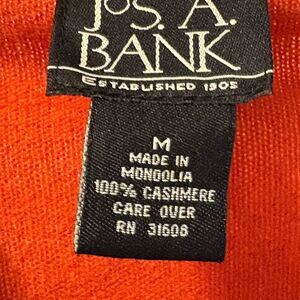 JOS. A.
BANK
ESTABLISHED 1905
M
MADE IN
MONGOLIA
100% CASHMERE
CARE OVER
RN 31608